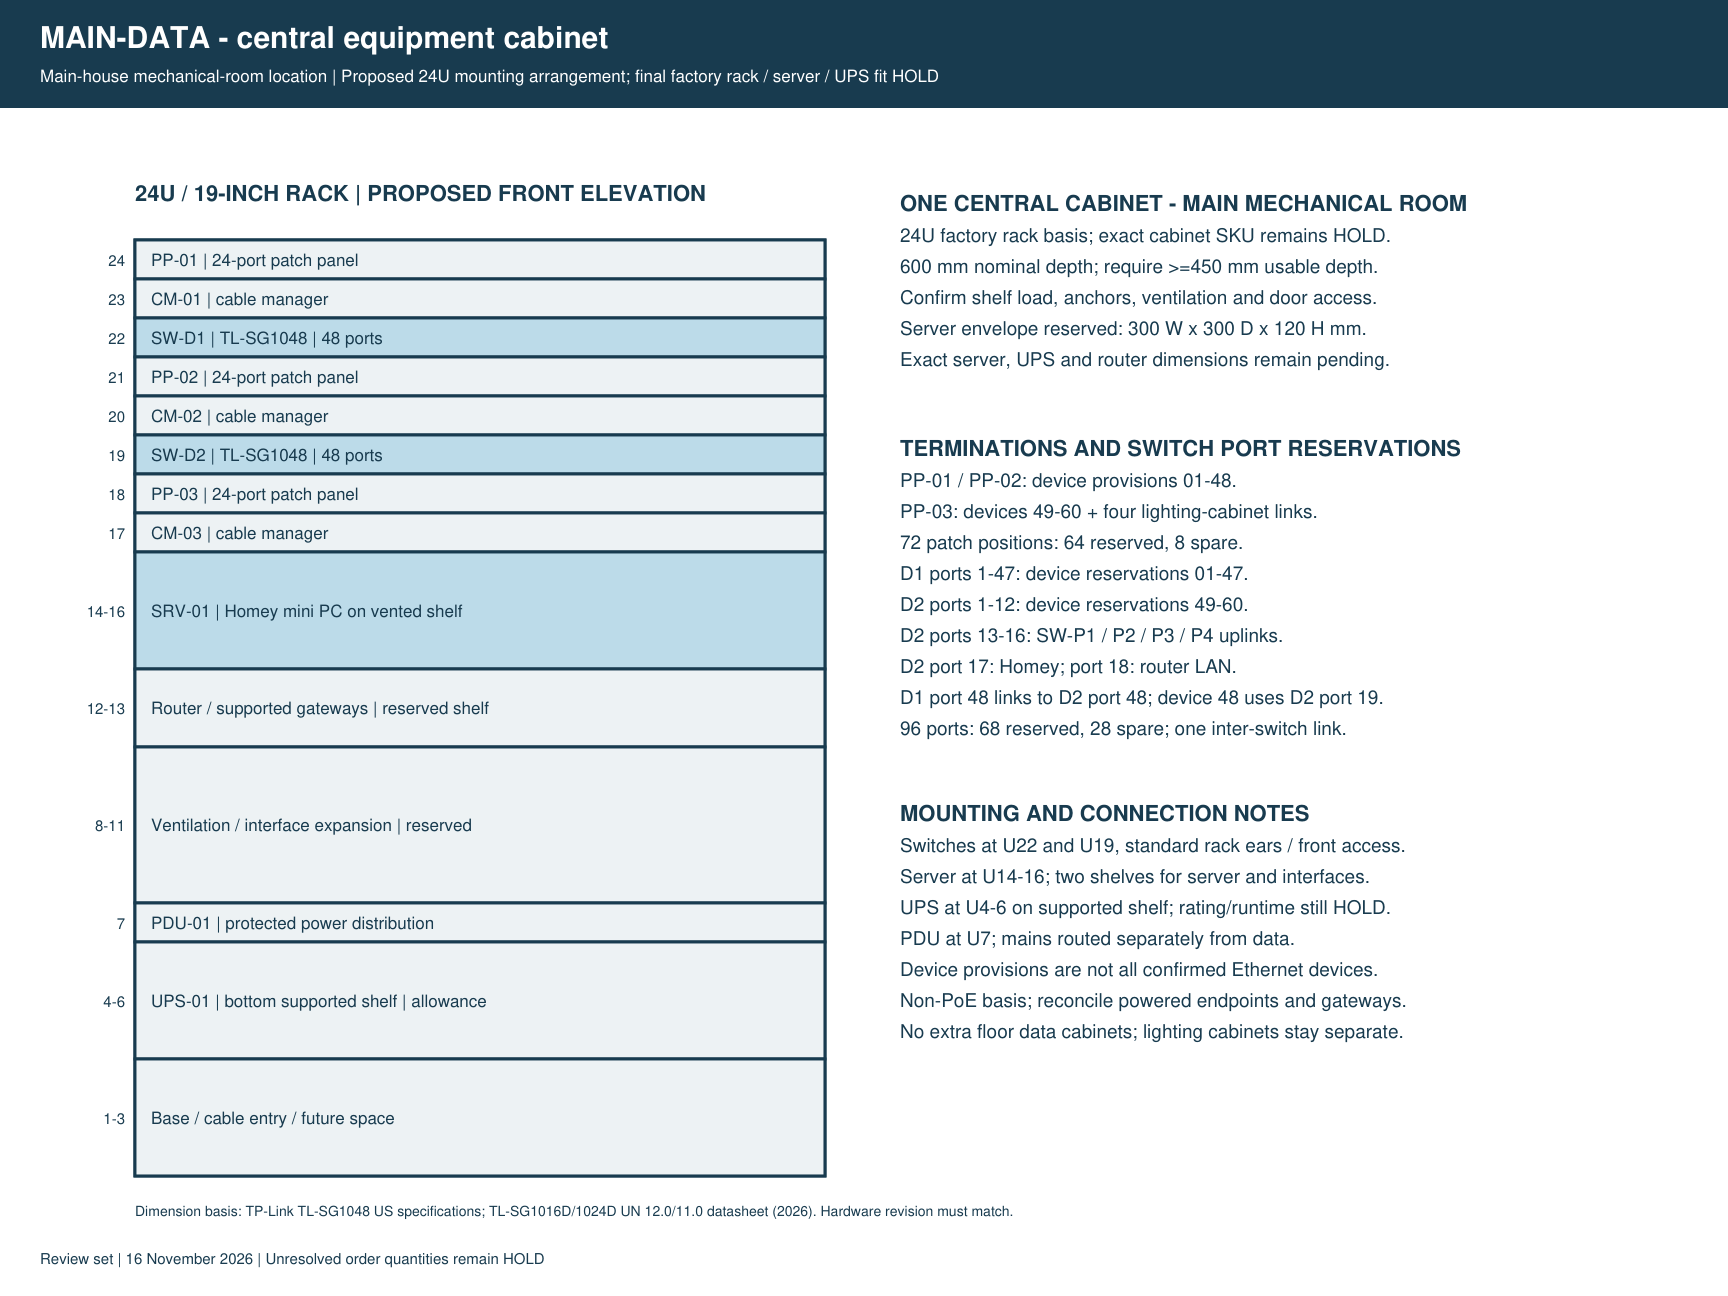 MAIN-DATA - central equipment cabinet
Main-house mechanical-room location | Proposed 24U mounting arrangement; final factory rack / server / UPS fit HOLD
24U / 19-INCH RACK | PROPOSED FRONT ELEVATION
24 PP-01 | 24-port patch panel
23 CM-01 | cable manager
22 SW-D1 | TL-SG1048 | 48 ports
21 PP-02 | 24-port patch panel
20 CM-02 | cable manager
19 SW-D2 | TL-SG1048 | 48 ports
18 PP-03 | 24-port patch panel
17 CM-03 | cable manager
14-16 SRV-01 | Homey mini PC on vented shelf
12-13 Router / supported gateways | reserved shelf
8-11 Ventilation / interface expansion | reserved
7 PDU-01 | protected power distribution
4-6 UPS-01 | bottom supported shelf | allowance
1-3 Base / cable entry / future space
ONE CENTRAL CABINET - MAIN MECHANICAL ROOM
24U factory rack basis; exact cabinet SKU remains HOLD.
600 mm nominal depth; require >=450 mm usable depth.
Confirm shelf load, anchors, ventilation and door access.
Server envelope reserved: 300 W x 300 D x 120 H mm.
Exact server, UPS and router dimensions remain pending.
TERMINATIONS AND SWITCH PORT RESERVATIONS
PP-01 / PP-02: device provisions 01-48.
PP-03: devices 49-60 + four lighting-cabinet links.
72 patch positions: 64 reserved, 8 spare.
D1 ports 1-47: device reservations 01-47.
D2 ports 1-12: device reservations 49-60.
D2 ports 13-16: SW-P1 / P2 / P3 / P4 uplinks.
D2 port 17: Homey; port 18: router LAN.
D1 port 48 links to D2 port 48; device 48 uses D2 port 19.
96 ports: 68 reserved, 28 spare; one inter-switch link.
MOUNTING AND CONNECTION NOTES
Switches at U22 and U19, standard rack ears / front access.
Server at U14-16; two shelves for server and interfaces.
UPS at U4-6 on supported shelf; rating/runtime still HOLD.
PDU at U7; mains routed separately from data.
Device provisions are not all confirmed Ethernet devices.
Non-PoE basis; reconcile powered endpoints and gateways.
No extra floor data cabinets; lighting cabinets stay separate.
Dimension basis: TP-Link TL-SG1048 US specifications; TL-SG1016D/1024D UN 12.0/11.0 datasheet (2026). Hardware revision must match.
Review set | 16 November 2026 | Unresolved order quantities remain HOLD